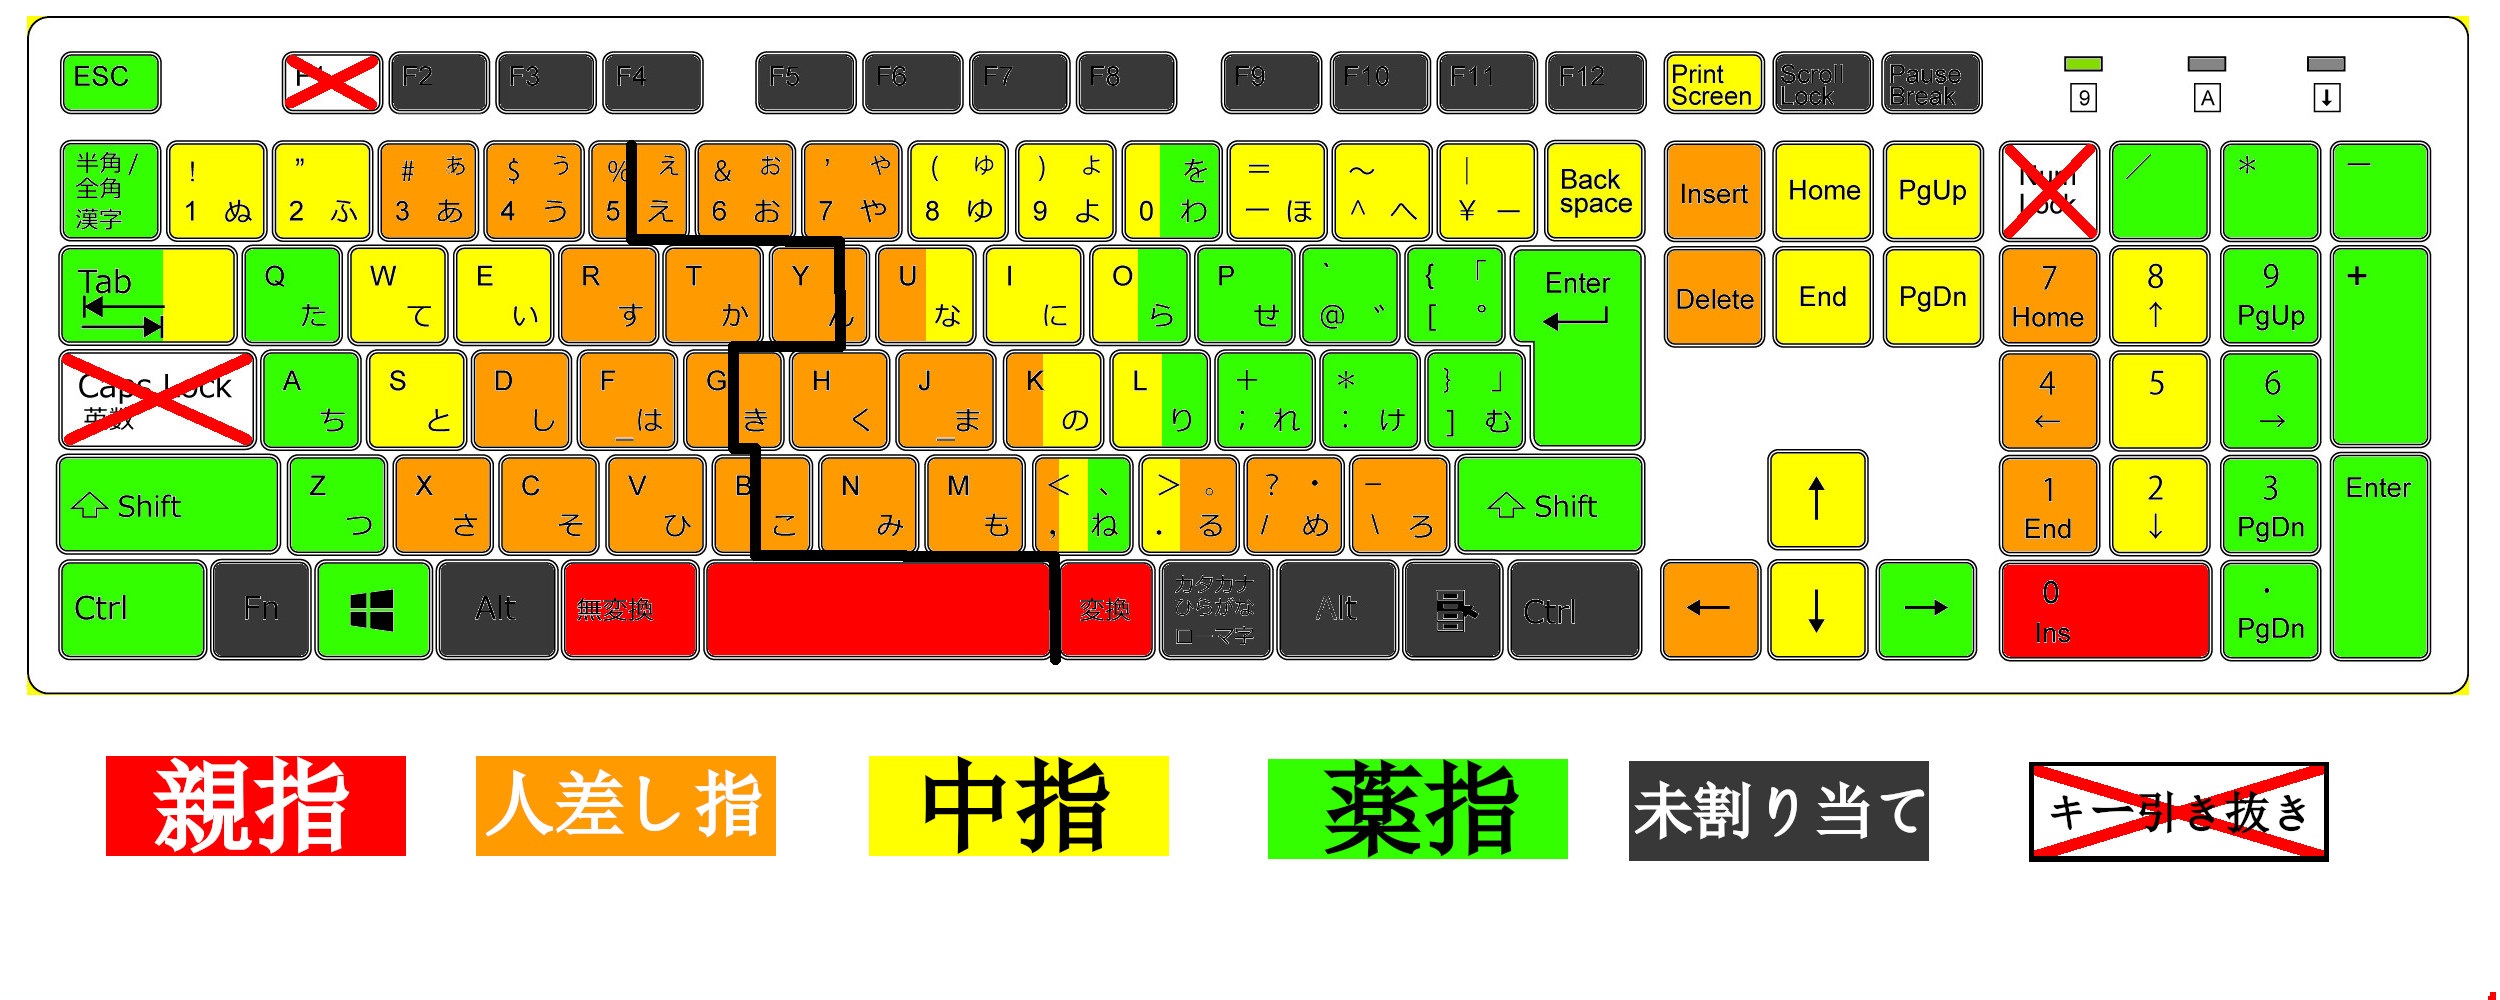 ESC F1 F2 F3 F4 F5 F6 F7 F8 F9 F10 F11 F12 Print Screen Scroll Lock Pause Break 9 A ↓
半角/全角 漢字 ! 1 ぬ ” 2 ふ # ぁ 3 あ $ ぅ 4 う % ぇ 5 え & ぉ 6 お ’ ゃ 7 や ( ゅ 8 ゆ ) ょ 9 よ を 0 わ = ー ほ ～ ^ へ | ¥ ー Back space Insert Home PgUp Num Lock ／ * －
Tab Q た W て E い R す T か Y ん U な I に O ら P せ ` @ ゛ { 「 [ ゜ Enter Delete End PgDn 7 Home 8 ↑ 9 PgUp +
Caps Lock 英数 A ち S と D し F は G き H く J ま K の L り + ; れ * : け } 」 ] む 4 ← 5 6 →
Shift Z つ X さ C そ V ひ B こ N み M も < 、 , ね > 。 . る ? ・ / め _ \ ろ Shift ↑ 1 End 2 ↓ 3 PgDn Enter
Ctrl Fn Alt 無変換 変換 カタカナ ひらがな ローマ字 Alt Ctrl ← ↓ → 0 Ins . PgDn
親指 人差し指 中指 薬指 未割り当て キー引き抜き